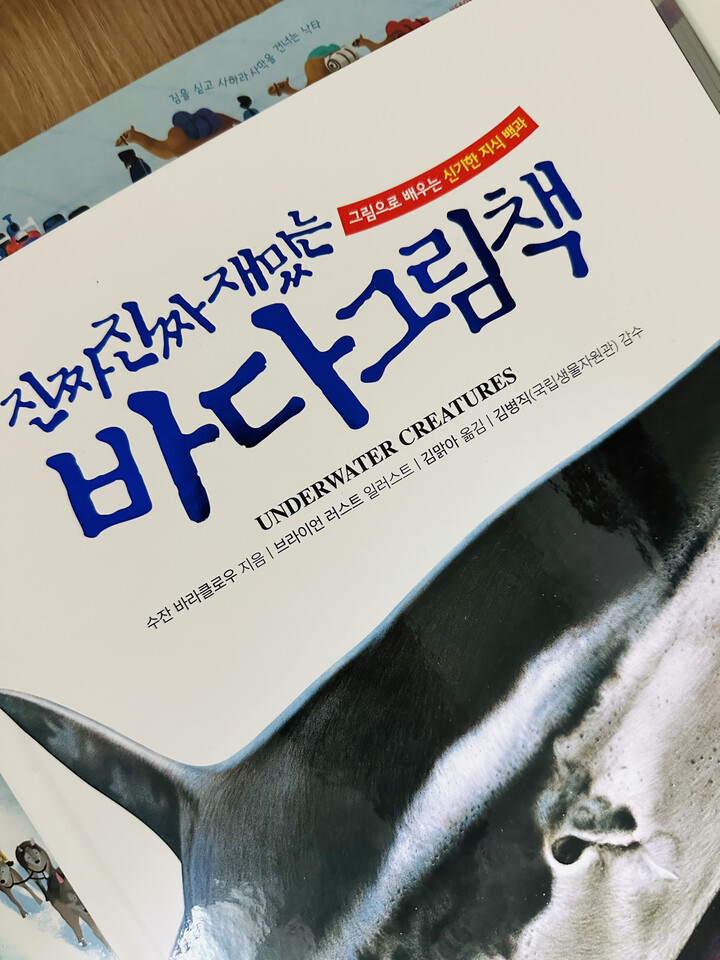 짐을 싣고 사하라 사막을 건너는 낙타
그림으로 배우는 신기한 지식 백과
진짜 진짜 재밌는
바다 그림책
UNDERWATER CREATURES
수잔 바라클로우 지음 | 브라이언 러스트 일러스트 | 김맑아 옮김 | 김병직(국립생물자원관) 감수